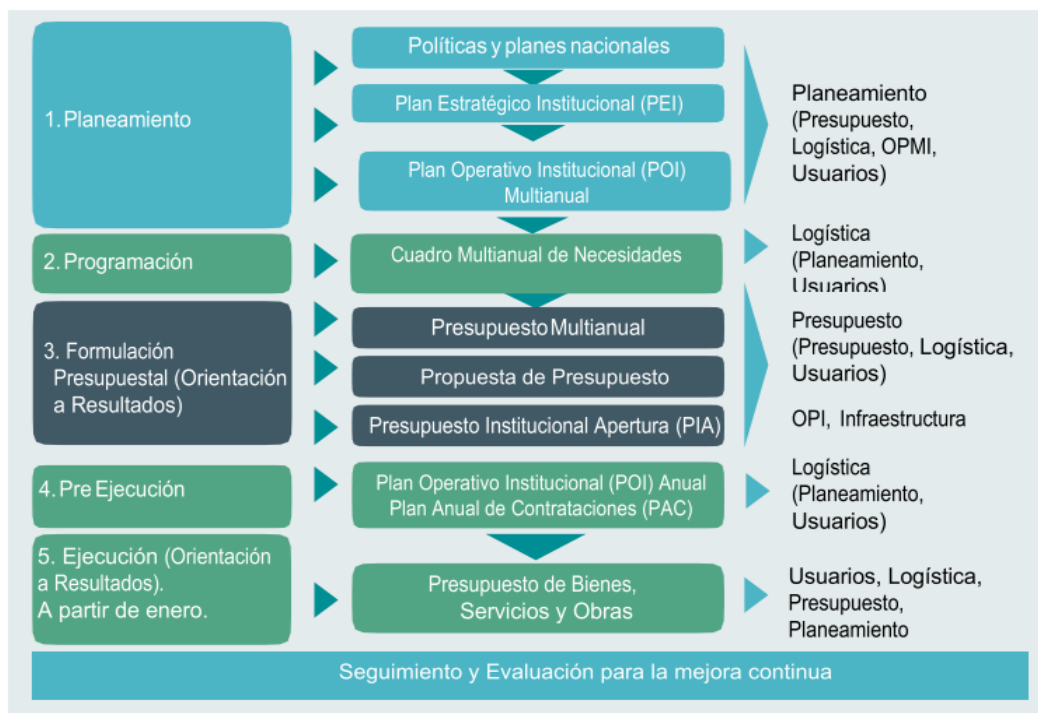 Políticas y planes nacionales
1. Planeamiento
Plan Estratégico Institucional (PEI)
Plan Operativo Institucional (POI)
Multianual
Planeamiento
(Presupuesto,
Logística, OPMI,
Usuarios)
2. Programación
Cuadro Multianual de Necesidades
Logística
(Planeamiento,
Usuarios)
3. Formulación
Presupuestal (Orientación
a Resultados)
Presupuesto Multianual
Propuesta de Presupuesto
Presupuesto Institucional Apertura (PIA)
Presupuesto
(Presupuesto, Logística,
Usuarios)
OPI, Infraestructura
4. Pre Ejecución
Plan Operativo Institucional (POI) Anual
Plan Anual de Contrataciones (PAC)
Logística
(Planeamiento,
Usuarios)
5. Ejecución (Orientación
a Resultados).
A partir de enero.
Presupuesto de Bienes,
Servicios y Obras
Usuarios, Logística,
Presupuesto,
Planeamiento
Seguimiento y Evaluación para la mejora continua